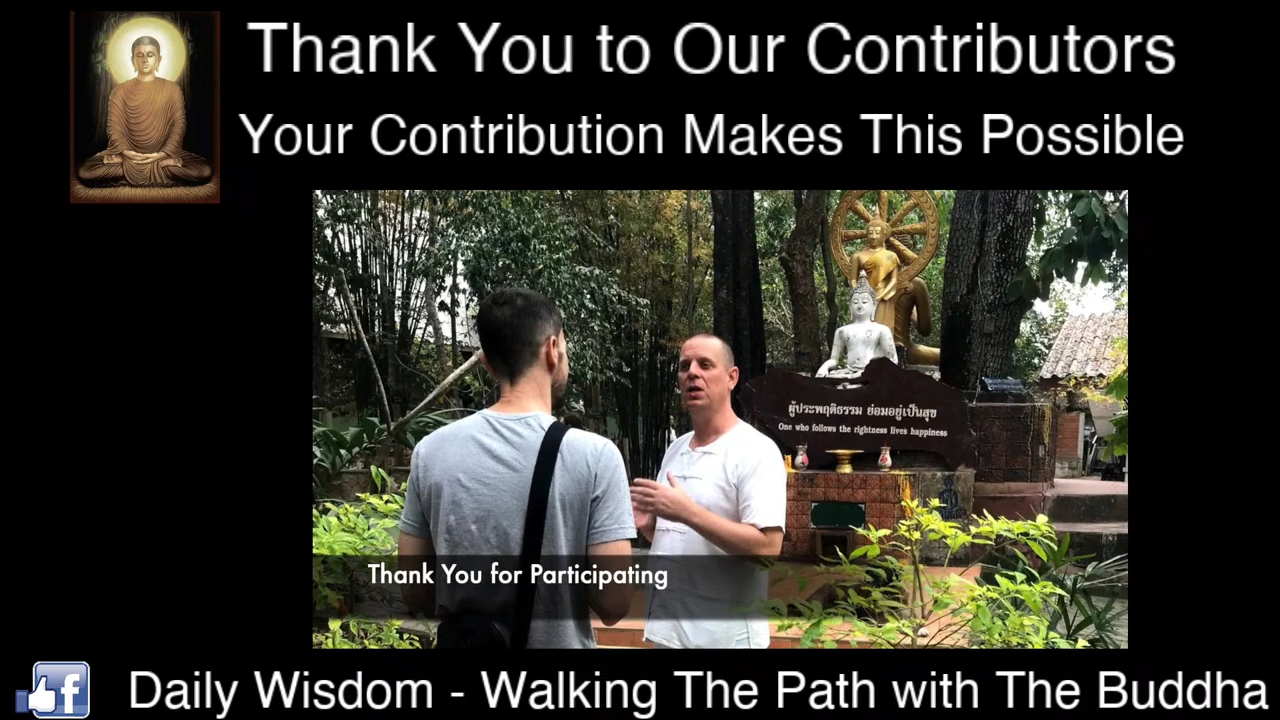 Thank You to Our Contributors
Your Contribution Makes This Possible
ผู้ประพฤติธรรม ย่อมอยู่เป็นสุข
One who follows the rightness lives happiness
Thank You for Participating
f
Daily Wisdom - Walking The Path with The Buddha